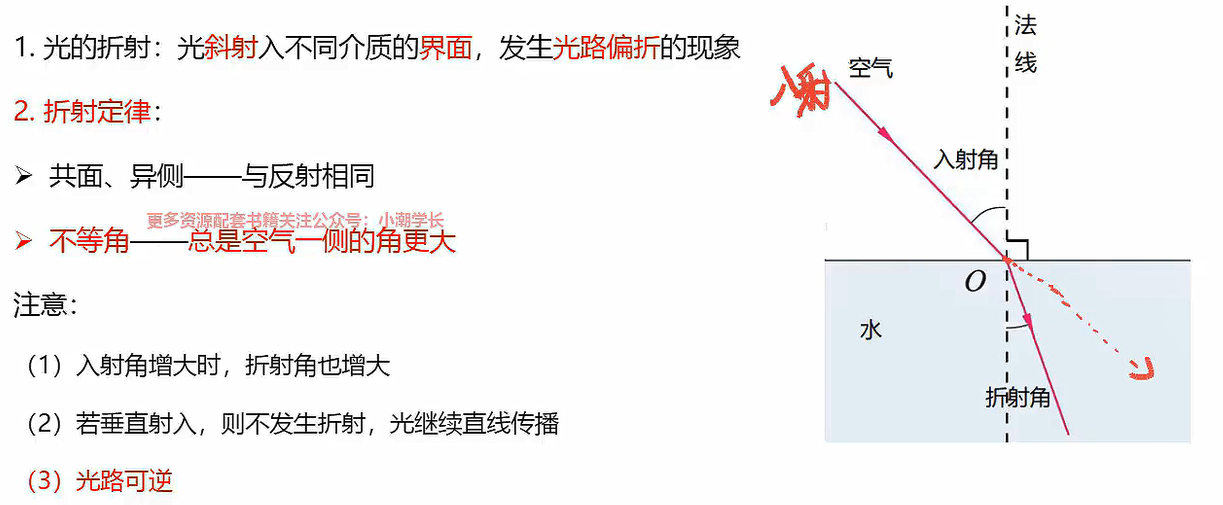 1. 光的折射：光斜射入不同介质的界面，发生光路偏折的现象
2. 折射定律：
➢ 共面、异侧——与反射相同
更多资源配套书籍关注公众号：小潮学长
➢ 不等角——总是空气一侧的角更大
注意：
（1）入射角增大时，折射角也增大
（2）若垂直射入，则不发生折射，光继续直线传播
（3）光路可逆
法线
空气
入射
入射角
O
水
折射角